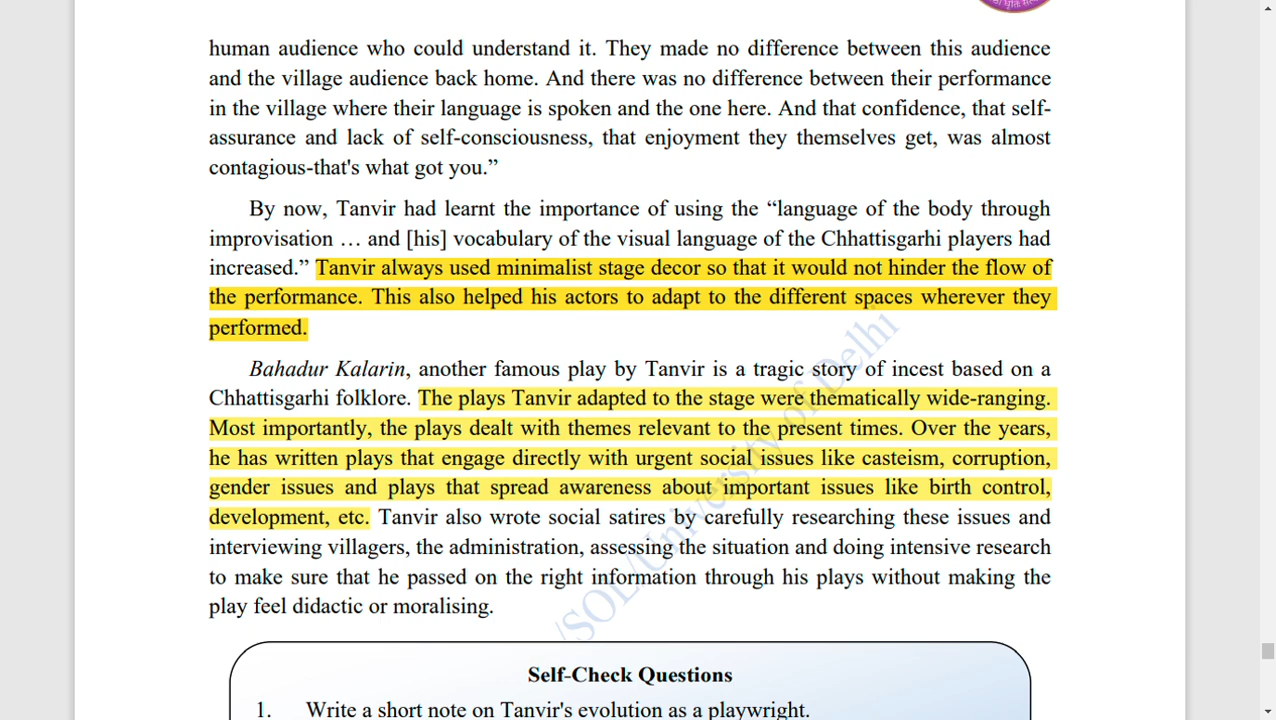 human audience who could understand it. They made no difference between this audience
and the village audience back home. And there was no difference between their performance
in the village where their language is spoken and the one here. And that confidence, that self-
assurance and lack of self-consciousness, that enjoyment they themselves get, was almost
contagious-that's what got you.”
By now, Tanvir had learnt the importance of using the “language of the body through
improvisation … and [his] vocabulary of the visual language of the Chhattisgarhi players had
increased.” Tanvir always used minimalist stage decor so that it would not hinder the flow of
the performance. This also helped his actors to adapt to the different spaces wherever they
performed.
Bahadur Kalarin, another famous play by Tanvir is a tragic story of incest based on a
Chhattisgarhi folklore. The plays Tanvir adapted to the stage were thematically wide-ranging.
Most importantly, the plays dealt with themes relevant to the present times. Over the years,
he has written plays that engage directly with urgent social issues like casteism, corruption,
gender issues and plays that spread awareness about important issues like birth control,
development, etc. Tanvir also wrote social satires by carefully researching these issues and
interviewing villagers, the administration, assessing the situation and doing intensive research
to make sure that he passed on the right information through his plays without making the
play feel didactic or moralising.
/SOL/University of Delhi
Self-Check Questions
1. Write a short note on Tanvir's evolution as a playwright.